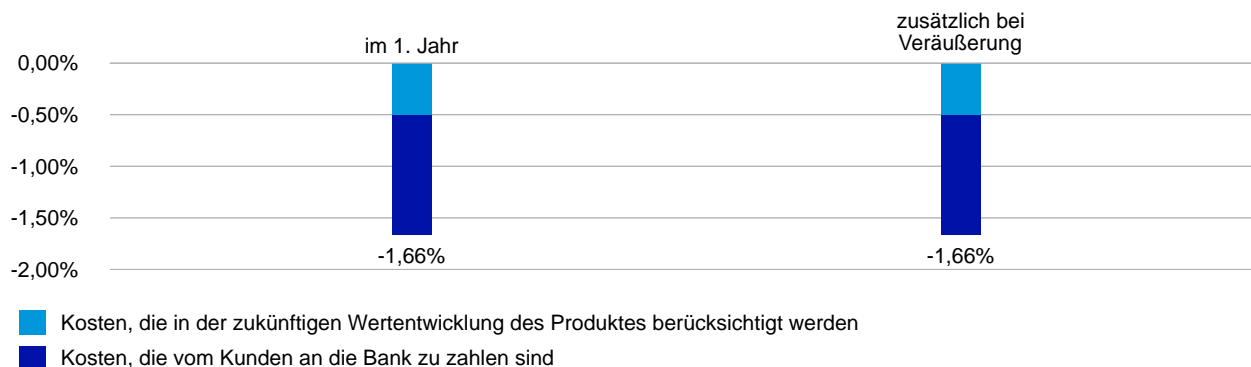 im 1. Jahr
zusätzlich bei
Veräußerung
0,00%
-0,50%
-1,00%
-1,50%
-2,00%
-1,66%
-1,66%
Kosten, die in der zukünftigen Wertentwicklung des Produktes berücksichtigt werden
Kosten, die vom Kunden an die Bank zu zahlen sind